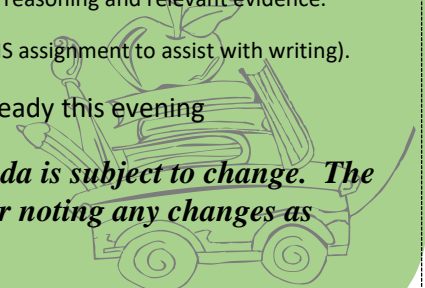 reasoning and relevant evidence.
IS assignment to assist with writing).
eady this evening
da is subject to change. The
r noting any changes as